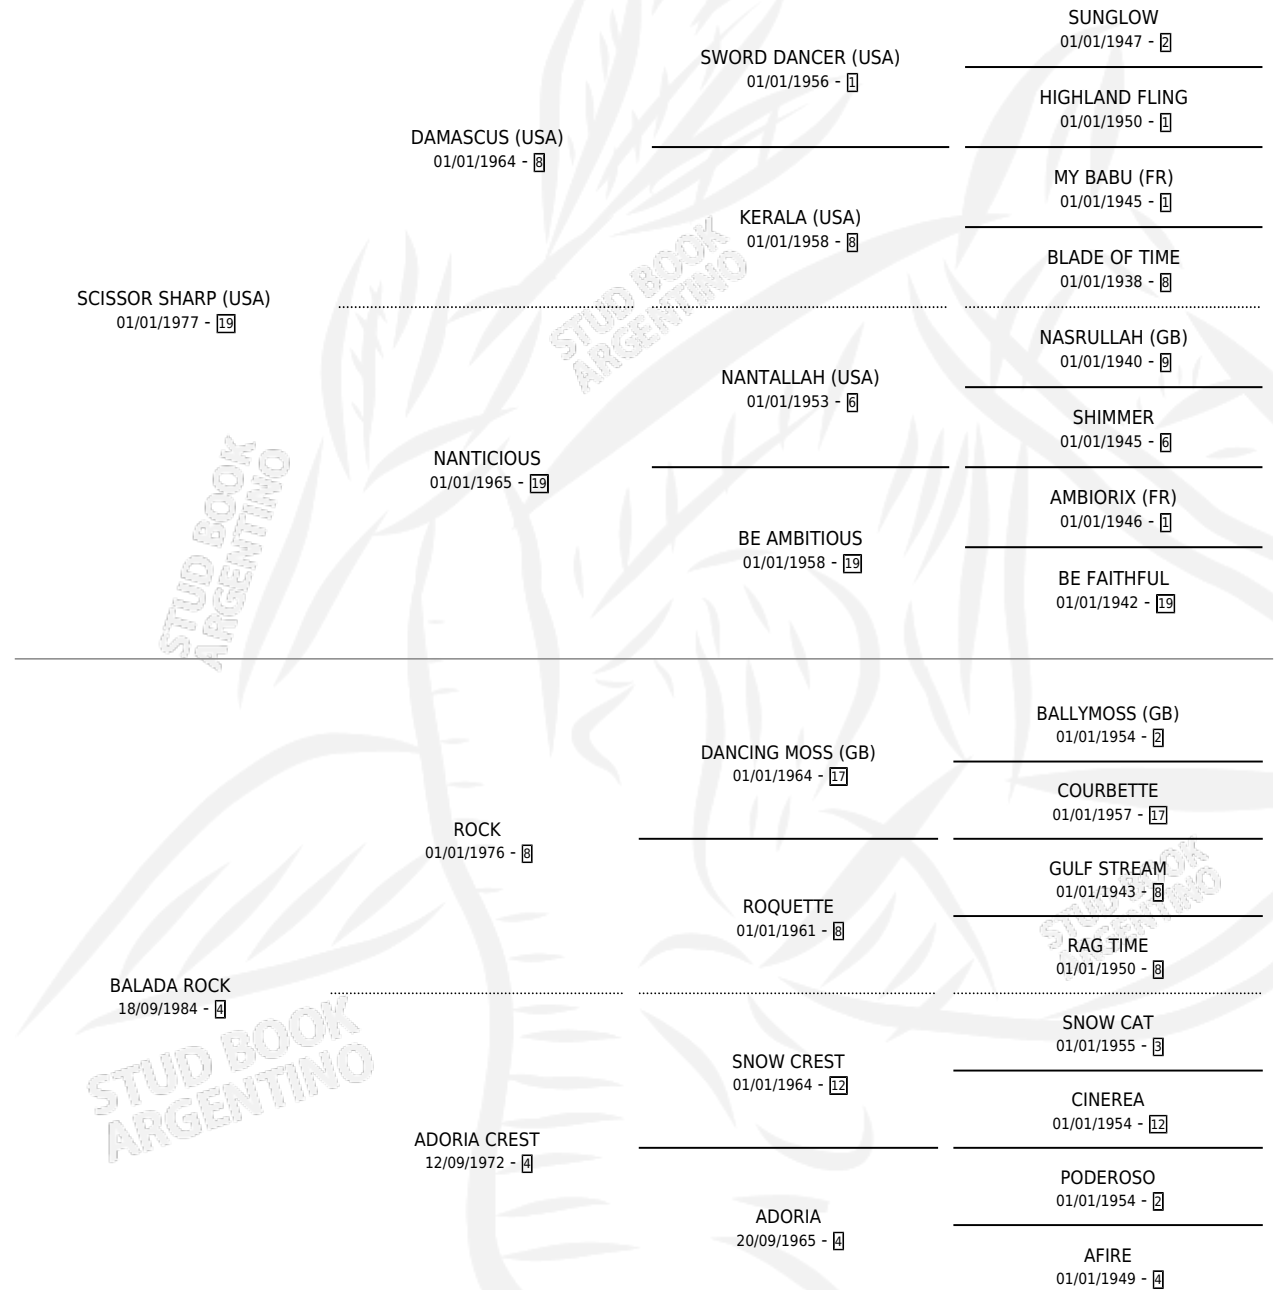 SUNGLOW
01/01/1947 - 2
SWORD DANCER (USA)
01/01/1956 - 1
HIGHLAND FLING
01/01/1950 - 1
DAMASCUS (USA)
01/01/1964 - 8
MY BABU (FR)
01/01/1945 - 1
KERALA (USA)
01/01/1958 - 8
BLADE OF TIME
01/01/1938 - 8
SCISSOR SHARP (USA)
01/01/1977 - 19
NASRULLAH (GB)
01/01/1940 - 9
NANTALLAH (USA)
01/01/1953 - 6
SHIMMER
01/01/1945 - 6
NANTICIOUS
01/01/1965 - 19
AMBIORIX (FR)
01/01/1946 - 1
BE AMBITIOUS
01/01/1958 - 19
BE FAITHFUL
01/01/1942 - 19
BALLYMOSS (GB)
01/01/1954 - 2
DANCING MOSS (GB)
01/01/1964 - 17
COURBETTE
01/01/1957 - 17
ROCK
01/01/1976 - 8
GULF STREAM
01/01/1943 - 8
ROQUETTE
01/01/1961 - 8
RAG TIME
01/01/1950 - 8
BALADA ROCK
18/09/1984 - 4
SNOW CAT
01/01/1955 - 3
SNOW CREST
01/01/1964 - 12
CINEREA
01/01/1954 - 12
ADORIA CREST
12/09/1972 - 4
PODEROSO
01/01/1954 - 2
ADORIA
20/09/1965 - 4
AFIRE
01/01/1949 - 4
STUD BOOK
ARGENTINO
STUD BOOK
ARGENTINO
STUD BOOK
ARGENTINO
STUD BOOK
ARGENTINO